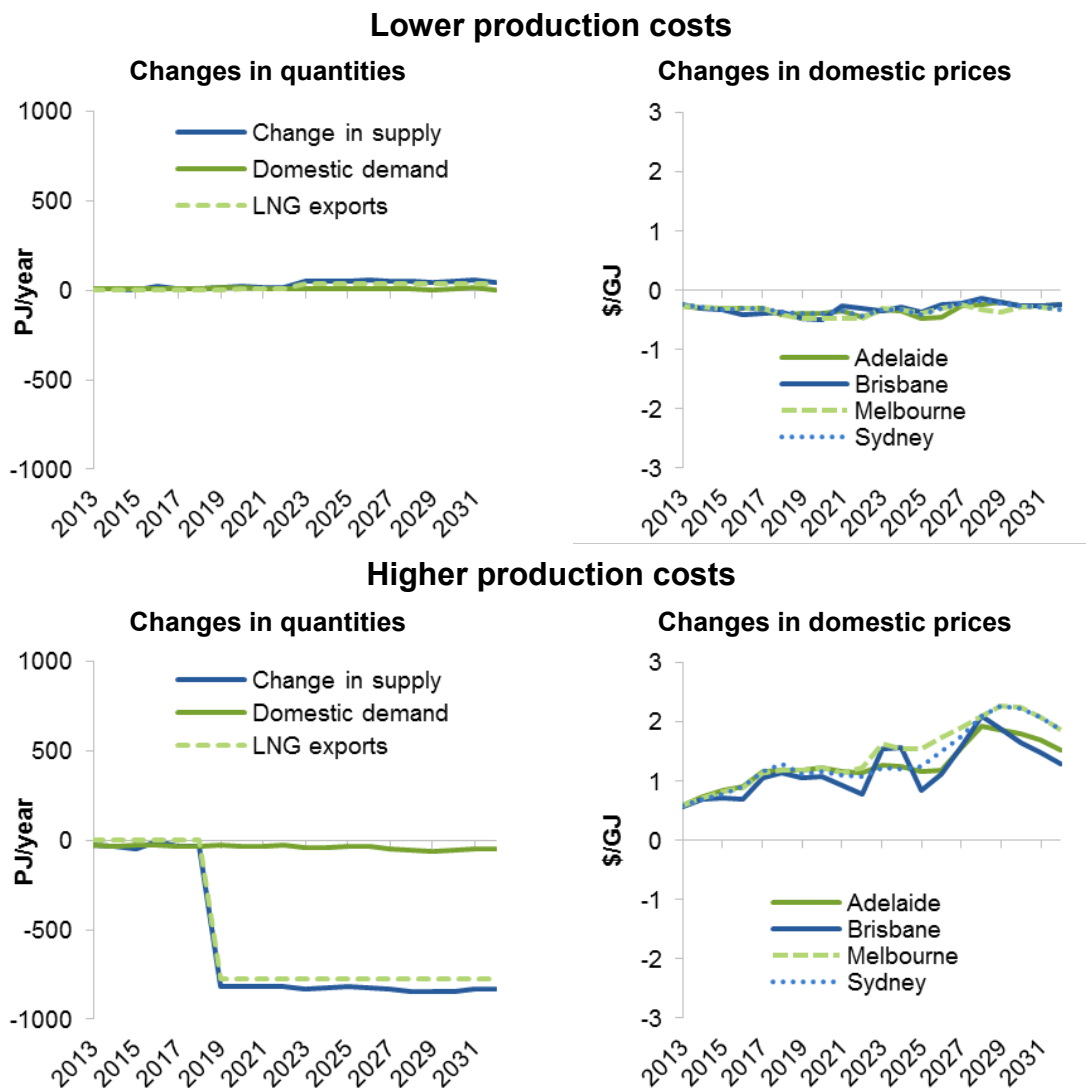 Lower production costs
Changes in quantities
PJ/year
1000
500
0
-500
-1000
Change in supply
Domestic demand
LNG exports
2013 2015 2017 2019 2021 2023 2025 2027 2029 2031
Changes in domestic prices
$/GJ
3
2
1
0
-1
-2
-3
Adelaide
Brisbane
Melbourne
Sydney
2013 2015 2017 2019 2021 2023 2025 2027 2029 2031
Higher production costs
Changes in quantities
PJ/year
1000
500
0
-500
-1000
Change in supply
Domestic demand
LNG exports
2013 2015 2017 2019 2021 2023 2025 2027 2029 2031
Changes in domestic prices
$/GJ
3
2
1
0
-1
-2
-3
Adelaide
Brisbane
Melbourne
Sydney
2013 2015 2017 2019 2021 2023 2025 2027 2029 2031